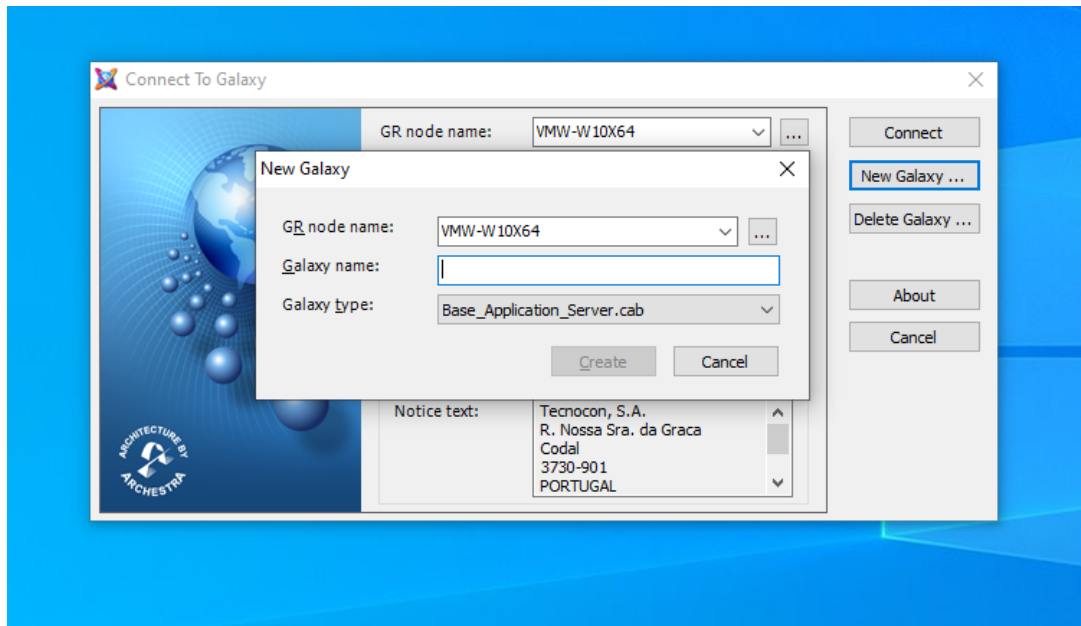 Connect To Galaxy
GR node name: VMW-W10X64 ...
Connect
New Galaxy
New Galaxy ...
GR node name: VMW-W10X64 ...
Delete Galaxy ...
Galaxy name:
Galaxy type: Base_Application_Server.cab
About
Create Cancel
Cancel
Notice text: Tecnocon, S.A.
R. Nossa Sra. da Graca
Codal
3730-901
PORTUGAL
ARCHITECTURE BY
ARCHESTRA